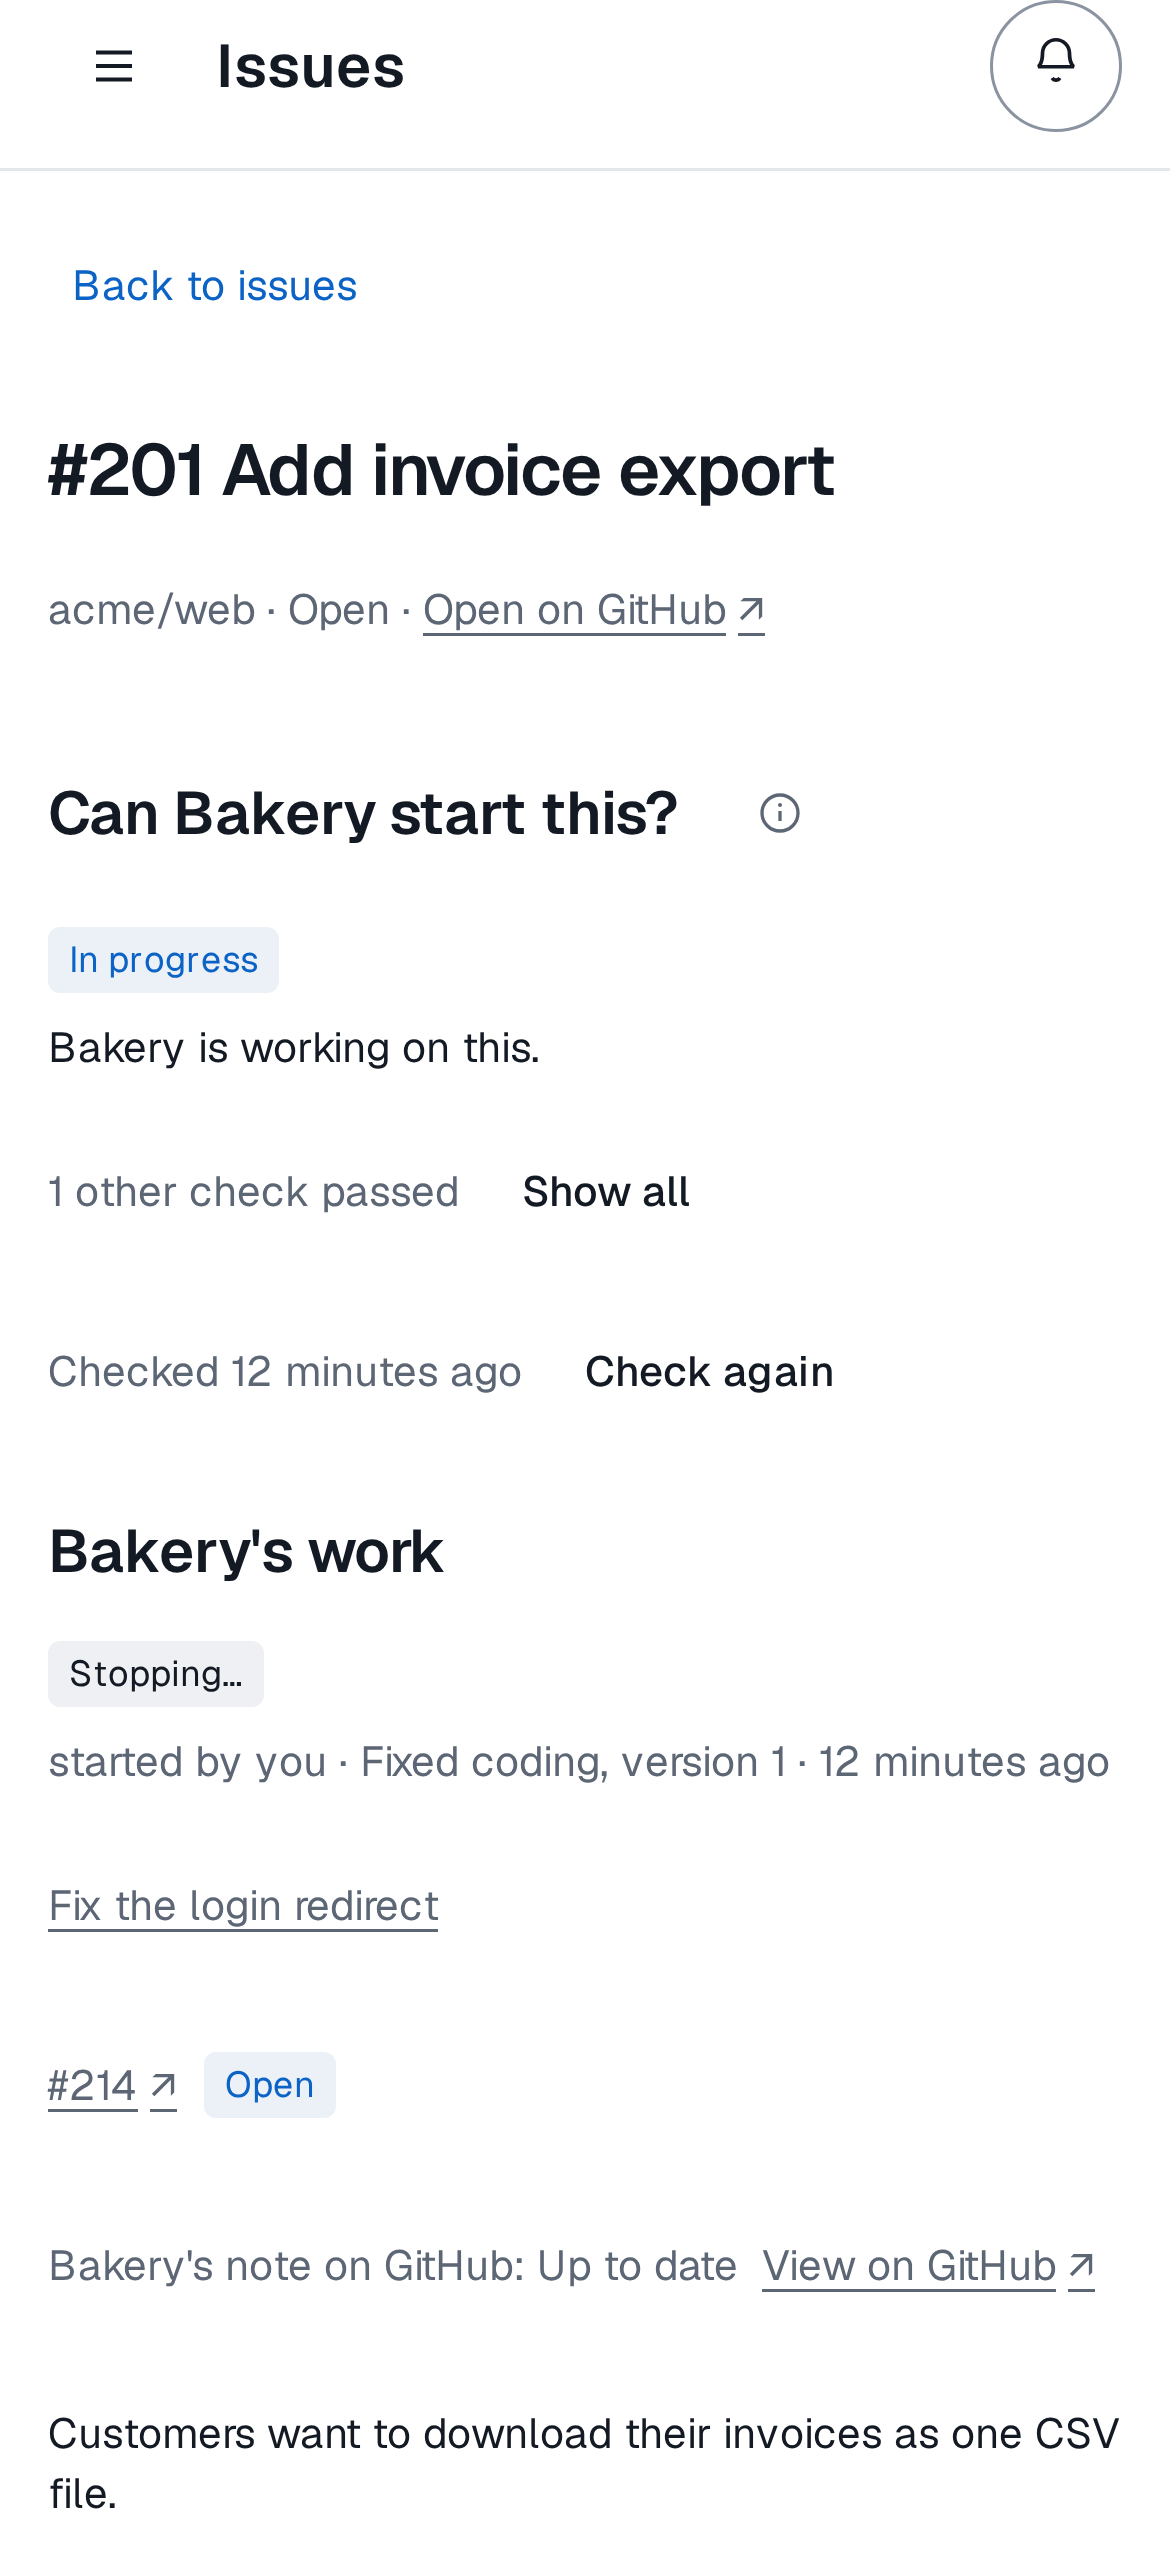 Issues
Back to issues
#201 Add invoice export
acme/web · Open · Open on GitHub ↗
Can Bakery start this?
In progress
Bakery is working on this.
1 other check passed Show all
Checked 12 minutes ago Check again
Bakery's work
Stopping...
started by you · Fixed coding, version 1 · 12 minutes ago
Fix the login redirect
#214 ↗ Open
Bakery's note on GitHub: Up to date View on GitHub ↗
Customers want to download their invoices as one CSV
file.